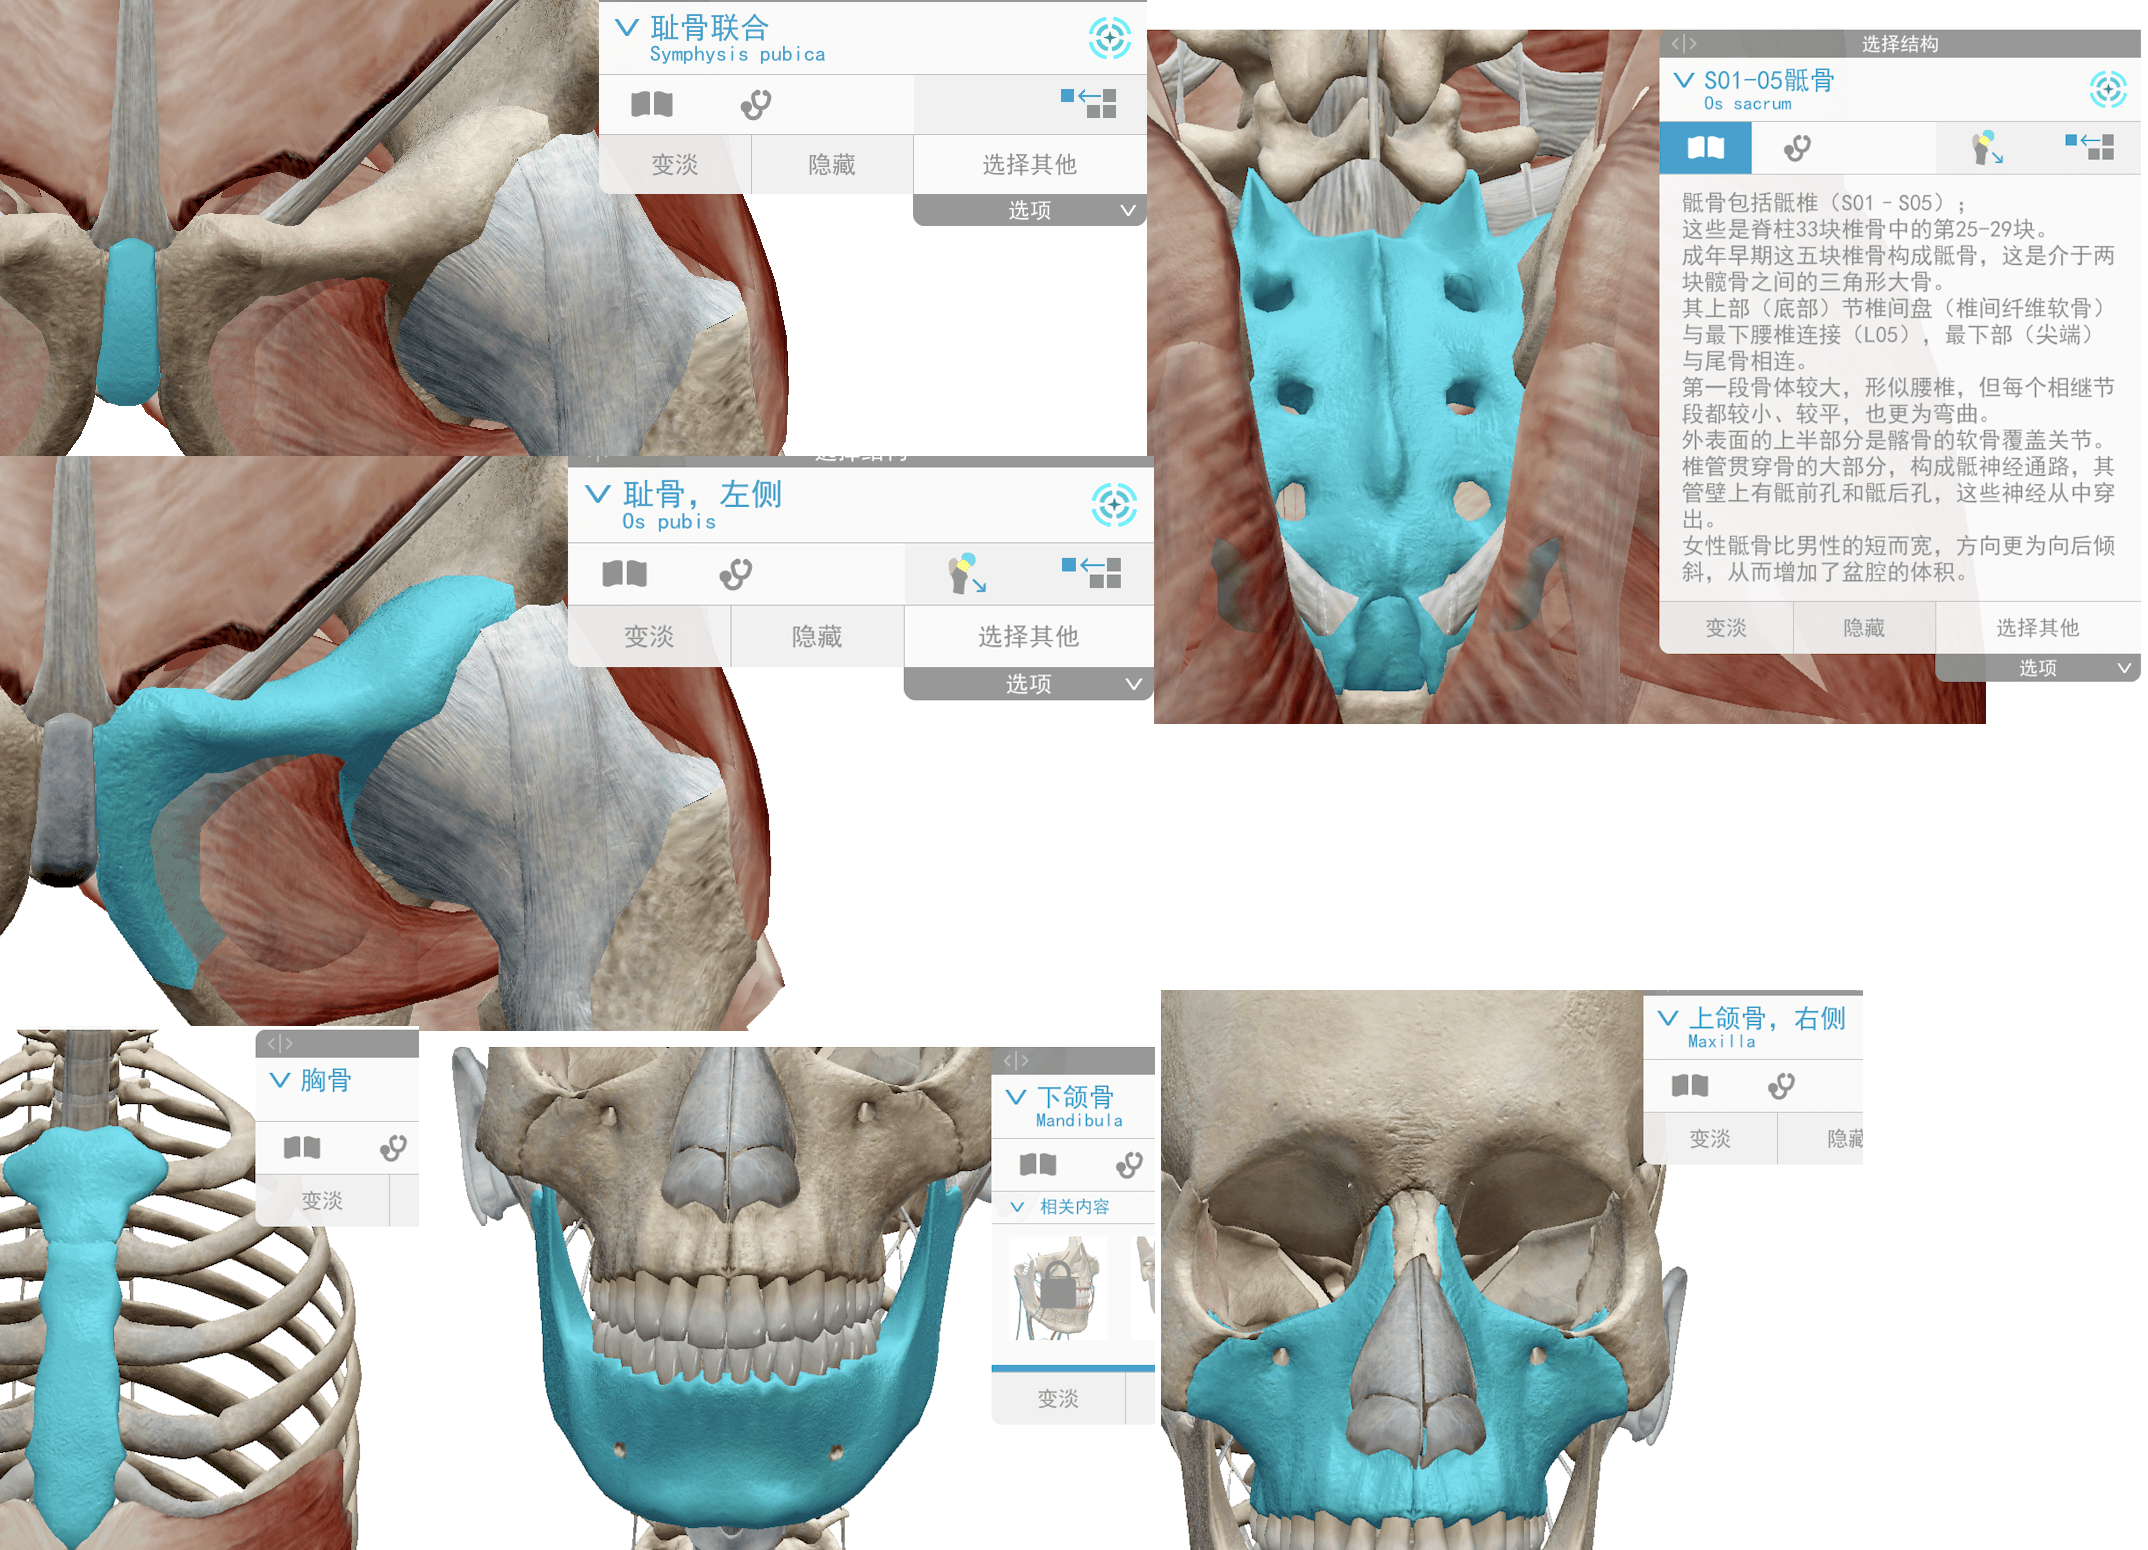 耻骨联合
Symphysis pubica
变淡
隐藏
选择其他
选项
选择结构
S01-05骶骨
Os sacrum
骶骨包括骶椎（S01 – S05）；
这些是脊柱33块椎骨中的第25-29块。
成年早期这五块椎骨构成骶骨，这是介于两
块髋骨之间的三角形大骨。
其上部（底部）节椎间盘（椎间纤维软骨）
与最下腰椎连接（L05），最下部（尖端）
与尾骨相连。
第一段骨体较大，形似腰椎，但每个相继节
段都较小、较平，也更为弯曲。
外表面的上半部分是髂骨的软骨覆盖关节。
椎管贯穿骨的大部分，构成骶神经通路，其
管壁上有骶前孔和骶后孔，这些神经从中穿
出。
女性骶骨比男性的短而宽，方向更为向后倾
斜，从而增加了盆腔的体积。
变淡
隐藏
选择其他
选项
选择结构
耻骨，左侧
Os pubis
变淡
隐藏
选择其他
选项
胸骨
变淡
下颌骨
Mandibula
相关内容
变淡
上颌骨，右侧
Maxilla
变淡
隐藏